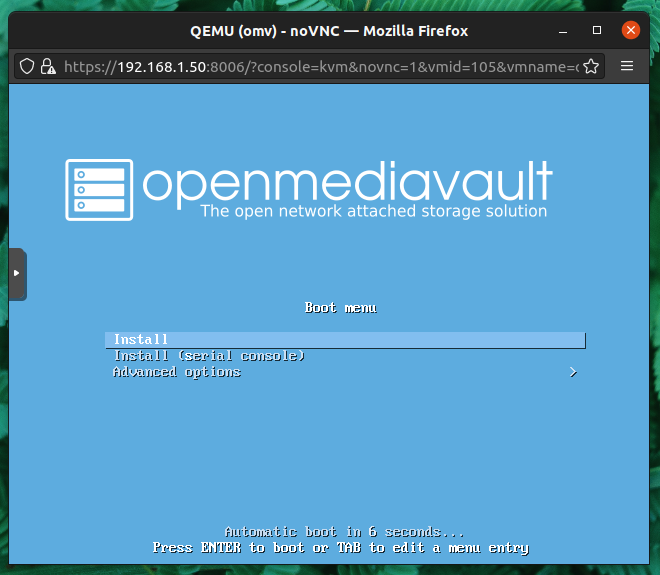 QEMU (omv) - noVNC — Mozilla Firefox
https://192.168.1.50:8006/?console=kvm&novnc=1&vmid=105&vmname=
openmediavault
The open network attached storage solution
Boot menu
Install
Install (serial console)
Advanced options >
Automatic boot in 6 seconds...
Press ENTER to boot or TAB to edit a menu entry